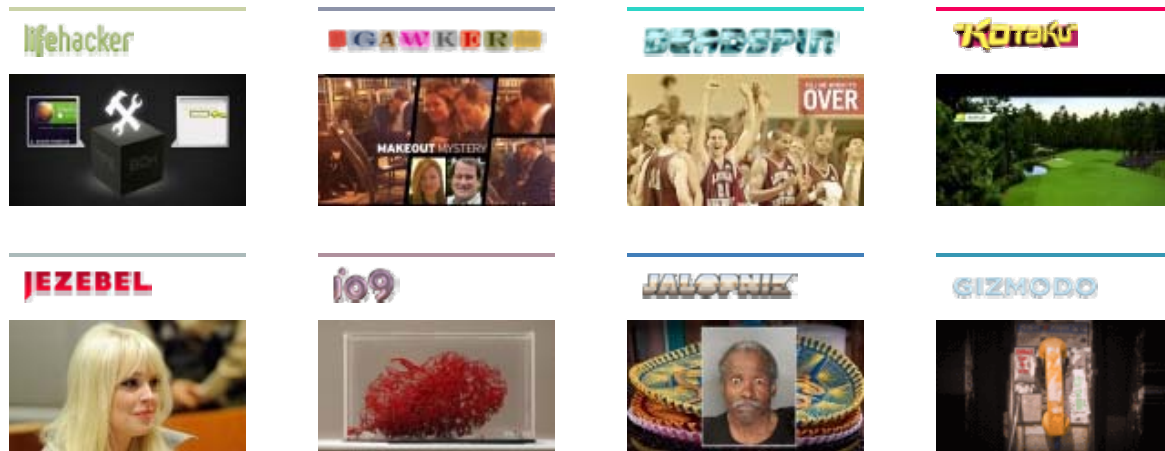 lifehacker
GAWKER
DEADSPIN
KOTAKU
MAKEOUT MYSTERY
OVER
JEZEBEL
io9
JALOPNIK
GIZMODO